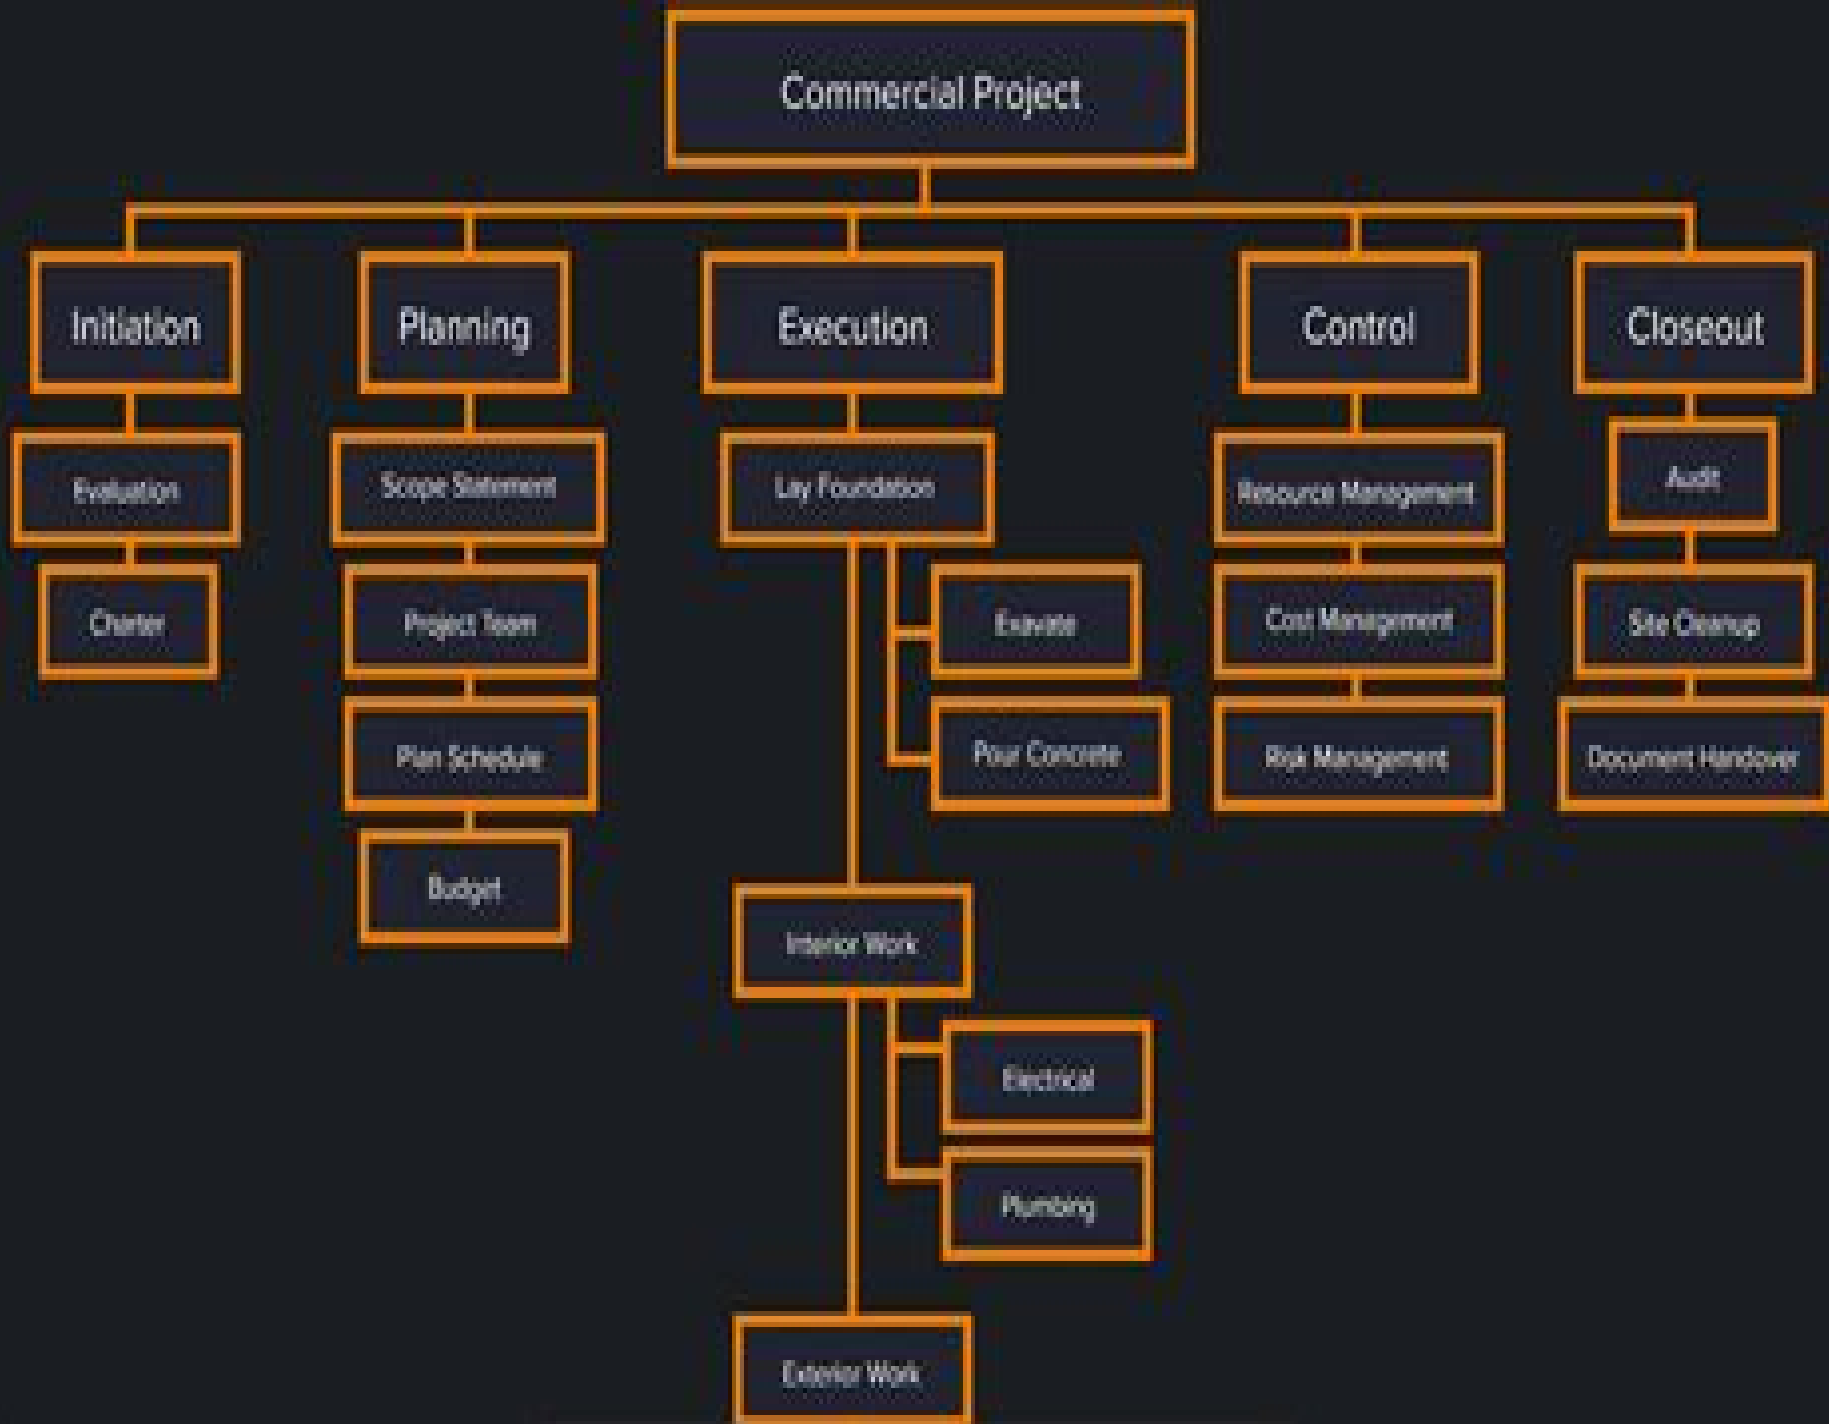 Commercial Project
Initiation
Planning
Execution
Control
Closeout
Evaluation
Scope Statement
Lay Foundation
Resource Management
Audit
Charter
Project Team
Exavate
Cost Management
Site Cleanup
Plan Schedule
Pour Concrete
Risk Management
Document Handover
Budget
Interior Work
Electrical
Plumbing
Exterior Work